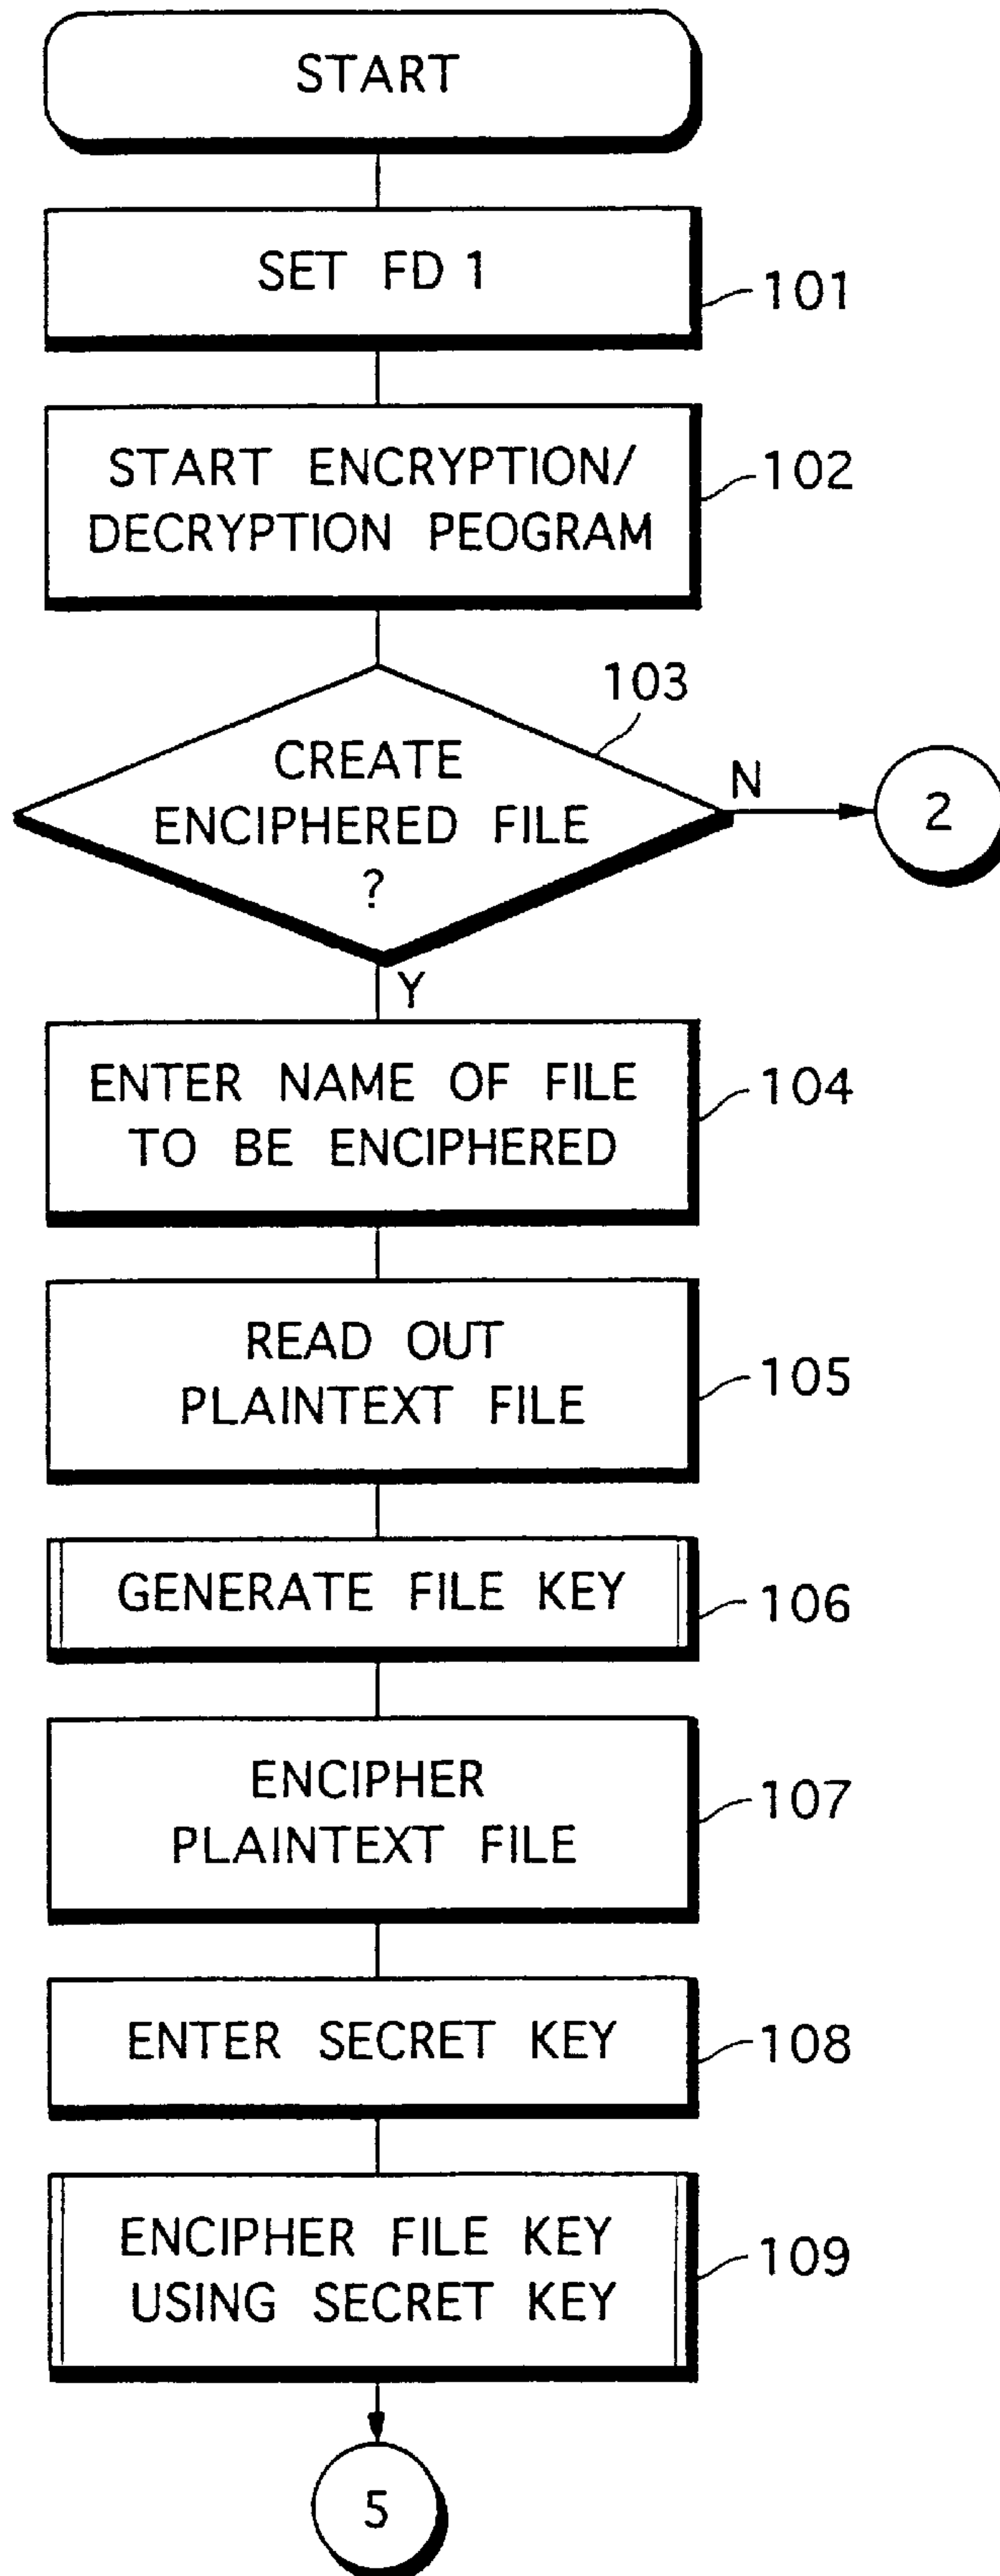 START
SET FD 1
101
START ENCRYPTION/
DECRYPTION PEOGRAM
102
103
CREATE
ENCIPHERED FILE
?
N
2
Y
ENTER NAME OF FILE
TO BE ENCIPHERED
104
READ OUT
PLAINTEXT FILE
105
GENERATE FILE KEY
106
ENCIPHER
PLAINTEXT FILE
107
ENTER SECRET KEY
108
ENCIPHER FILE KEY
USING SECRET KEY
109
5